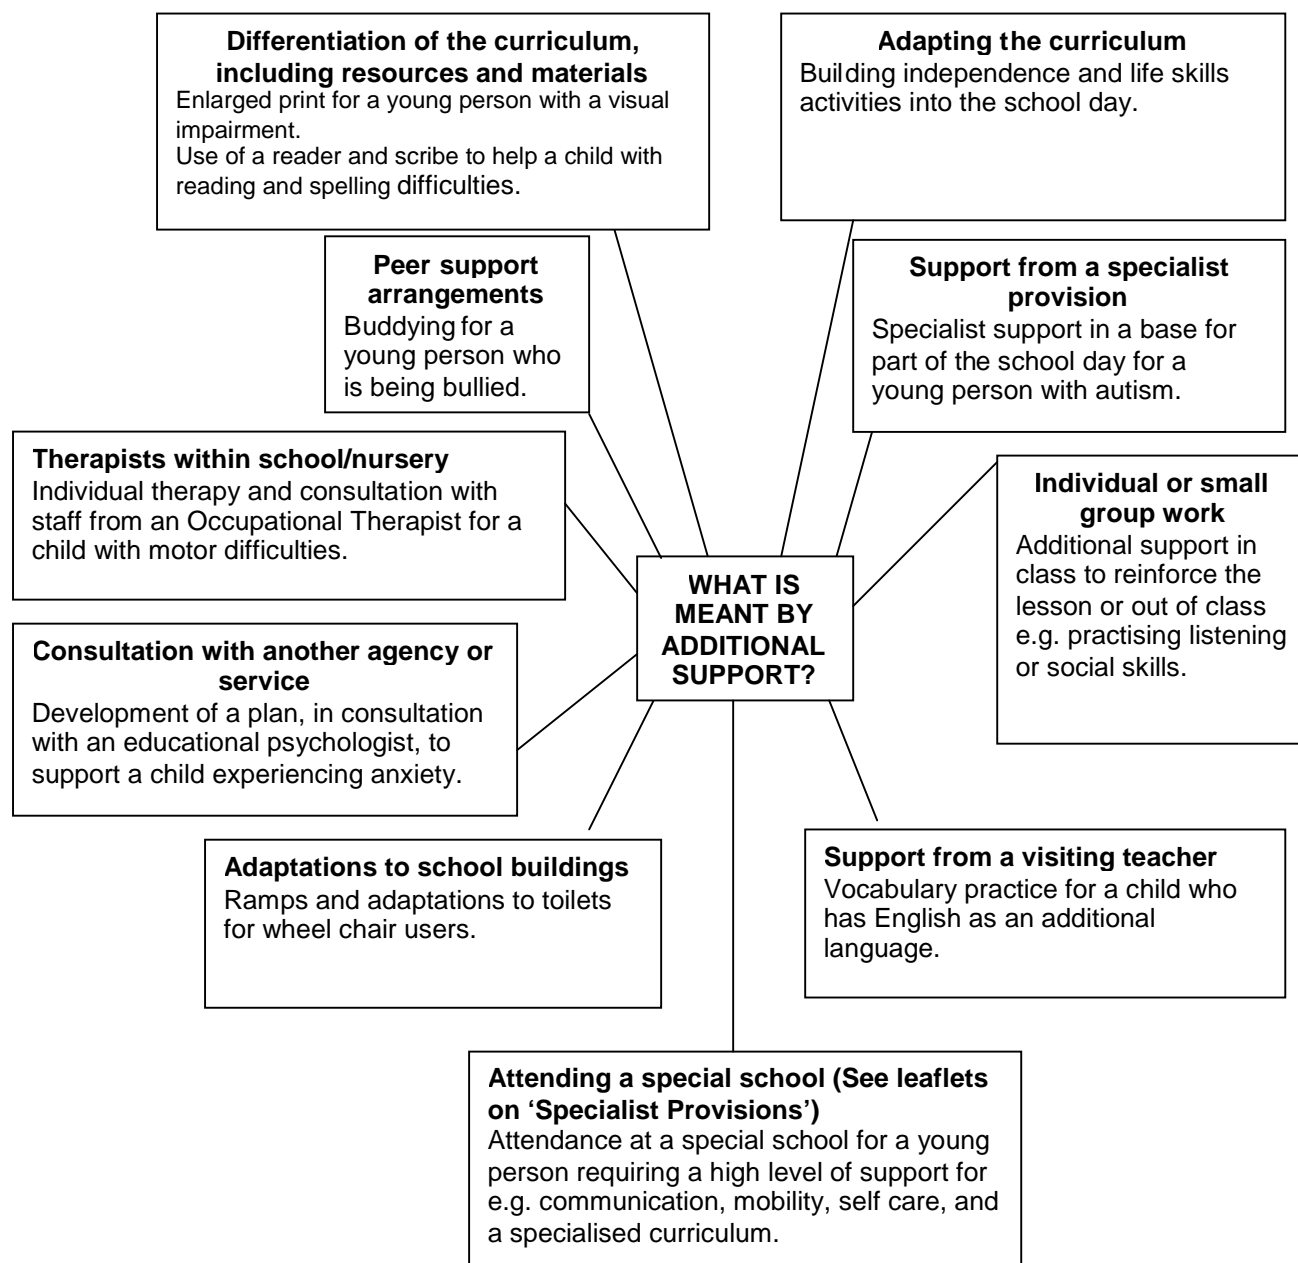 Differentiation of the curriculum,
including resources and materials
Enlarged print for a young person with a visual
impairment.
Use of a reader and scribe to help a child with
reading and spelling difficulties.
Adapting the curriculum
Building independence and life skills
activities into the school day.
Peer support
arrangements
Buddying for a
young person who
is being bullied.
Support from a specialist
provision
Specialist support in a base for
part of the school day for a
young person with autism.
Therapists within school/nursery
Individual therapy and consultation with
staff from an Occupational Therapist for a
child with motor difficulties.
Individual or small
group work
Additional support in
class to reinforce the
lesson or out of class
e.g. practising listening
or social skills.
WHAT IS
MEANT BY
ADDITIONAL
SUPPORT?
Consultation with another agency or
service
Development of a plan, in consultation
with an educational psychologist, to
support a child experiencing anxiety.
Adaptations to school buildings
Ramps and adaptations to toilets
for wheel chair users.
Support from a visiting teacher
Vocabulary practice for a child who
has English as an additional
language.
Attending a special school (See leaflets
on ‘Specialist Provisions’)
Attendance at a special school for a young
person requiring a high level of support for
e.g. communication, mobility, self care, and
a specialised curriculum.